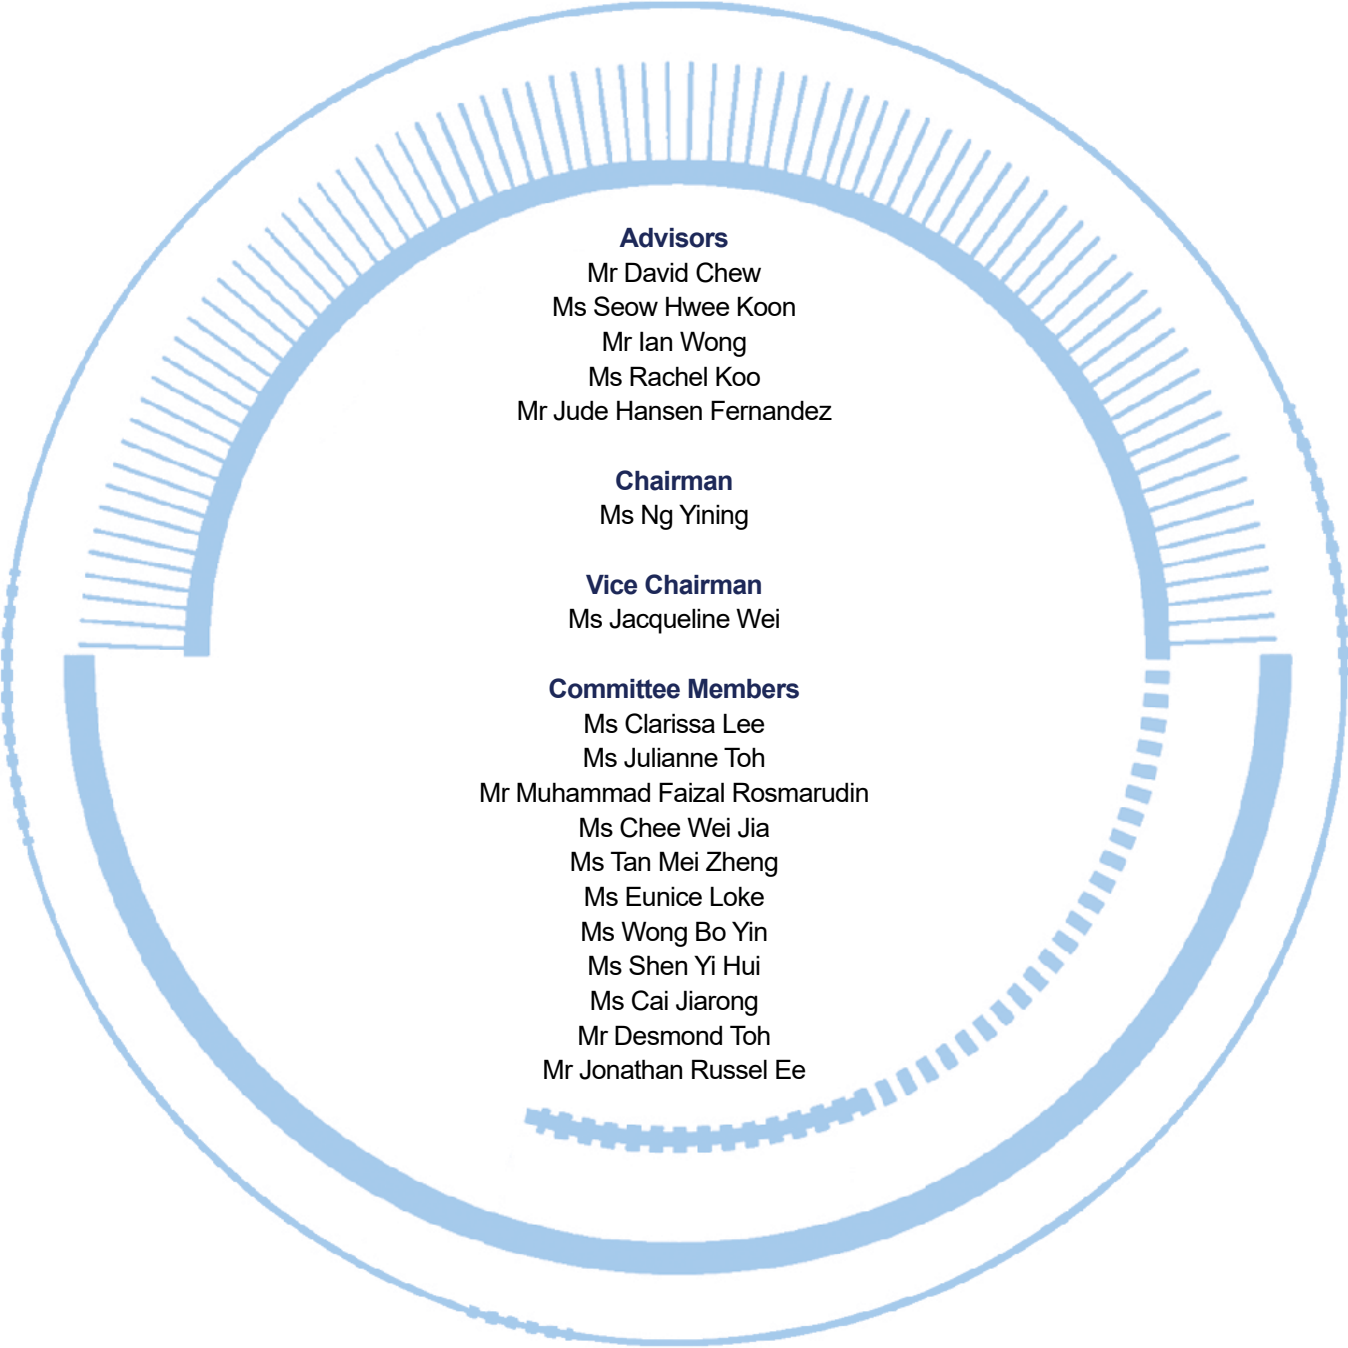 Advisors
Mr David Chew
Ms Seow Hwee Koon
Mr Ian Wong
Ms Rachel Koo
Mr Jude Hansen Fernandez
Chairman
Ms Ng Yining
Vice Chairman
Ms Jacqueline Wei
Committee Members
Ms Clarissa Lee
Ms Julianne Toh
Mr Muhammad Faizal Rosmarudin
Ms Chee Wei Jia
Ms Tan Mei Zheng
Ms Eunice Loke
Ms Wong Bo Yin
Ms Shen Yi Hui
Ms Cai Jiarong
Mr Desmond Toh
Mr Jonathan Russel Ee